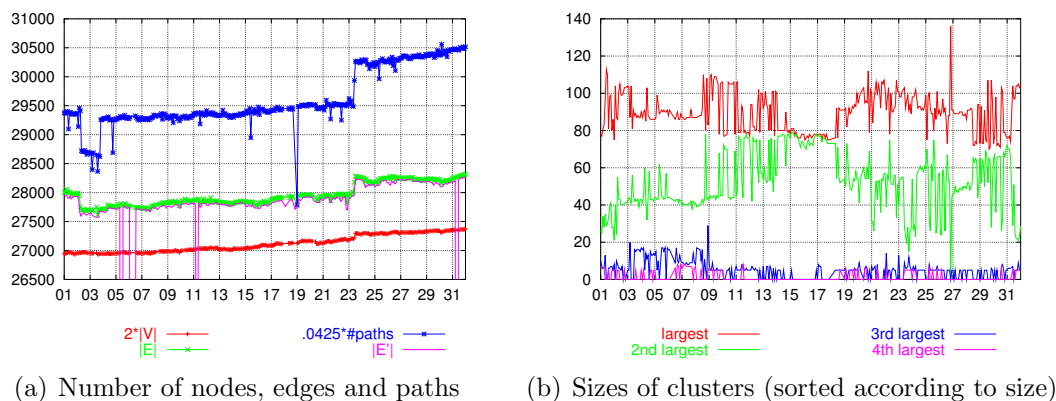 31000
30500
30000
29500
29000
28500
28000
27500
27000
26500
01 03 05 07 09 11 13 15 17 19 21 23 25 27 29 31
2*|V|
|E|
.0425*#paths
|E'|
(a) Number of nodes, edges and paths
140
120
100
80
60
40
20
0
01 03 05 07 09 11 13 15 17 19 21 23 25 27 29 31
largest
2nd largest
3rd largest
4th largest
(b) Sizes of clusters (sorted according to size)